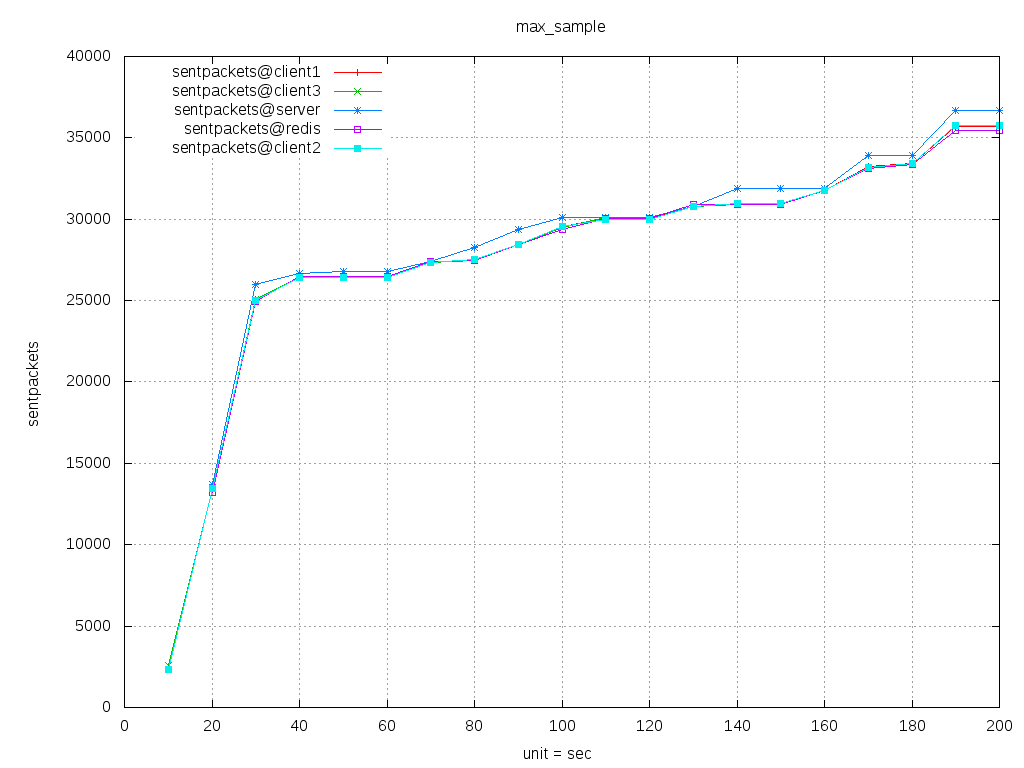 max_sample
40000
35000
30000
25000
20000
15000
10000
5000
0
sentpackets
sentpackets@client1
sentpackets@client3
sentpackets@server
sentpackets@redis
sentpackets@client2
0 20 40 60 80 100 120 140 160 180 200
unit = sec